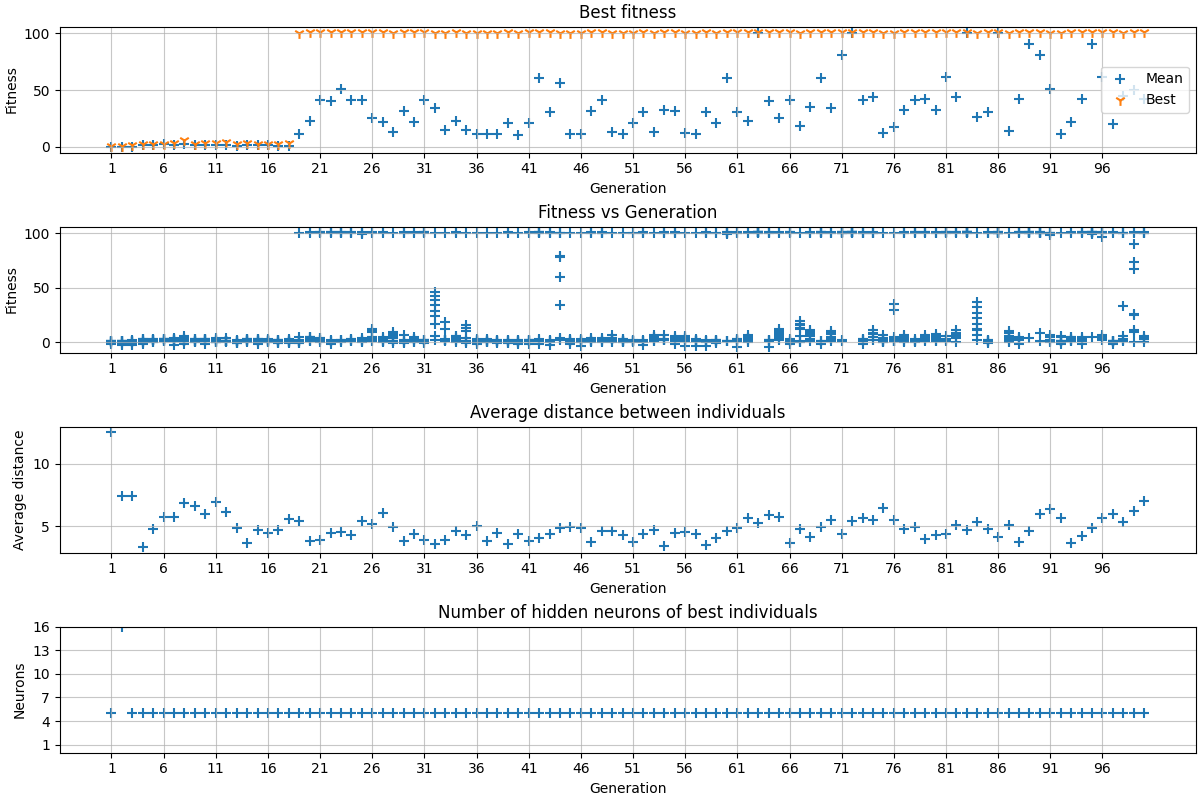 Best fitness
100
50
0
Fitness
Mean
Best
1 6 11 16 21 26 31 36 41 46 51 56 61 66 71 76 81 86 91 96
Generation
Fitness vs Generation
100
50
0
Fitness
1 6 11 16 21 26 31 36 41 46 51 56 61 66 71 76 81 86 91 96
Generation
Average distance between individuals
10
5
Average distance
1 6 11 16 21 26 31 36 41 46 51 56 61 66 71 76 81 86 91 96
Generation
Number of hidden neurons of best individuals
16
13
10
7
4
1
Neurons
1 6 11 16 21 26 31 36 41 46 51 56 61 66 71 76 81 86 91 96
Generation